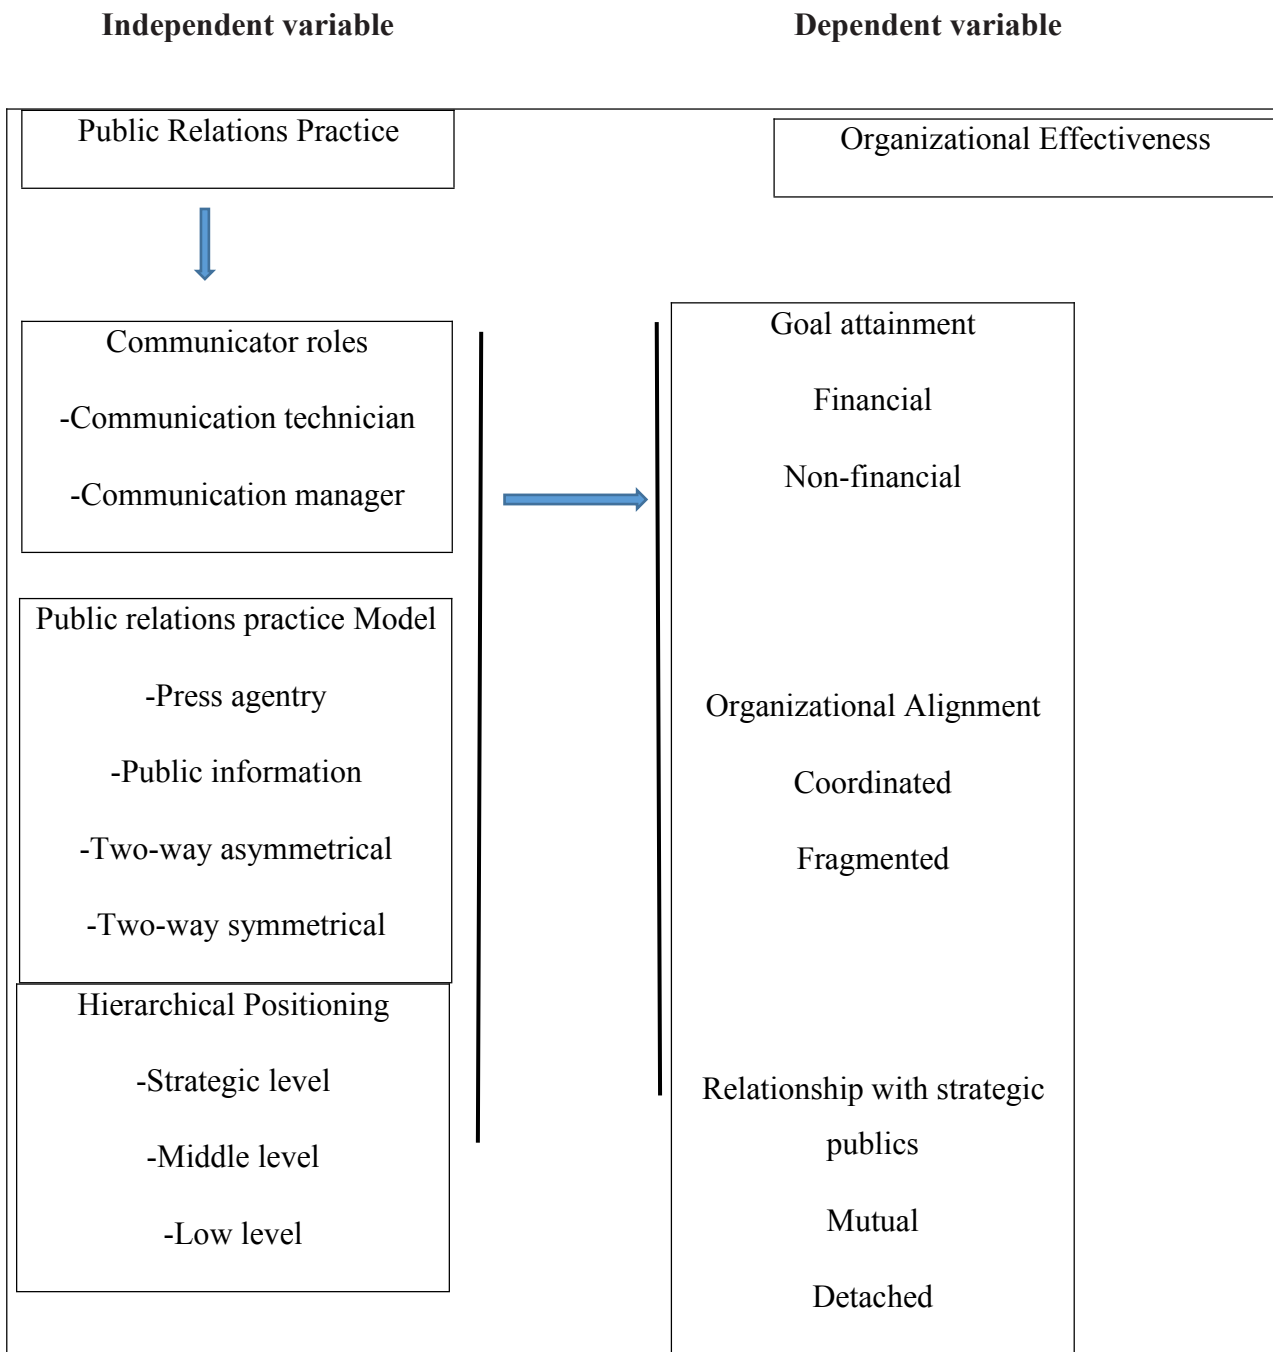 Independent variable
Dependent variable
Public Relations Practice
Organizational Effectiveness
Communicator roles
-Communication technician
-Communication manager
Public relations practice Model
-Press agentry
-Public information
-Two-way asymmetrical
-Two-way symmetrical
Hierarchical Positioning
-Strategic level
-Middle level
-Low level
Goal attainment
Financial
Non-financial
Organizational Alignment
Coordinated
Fragmented
Relationship with strategic
publics
Mutual
Detached